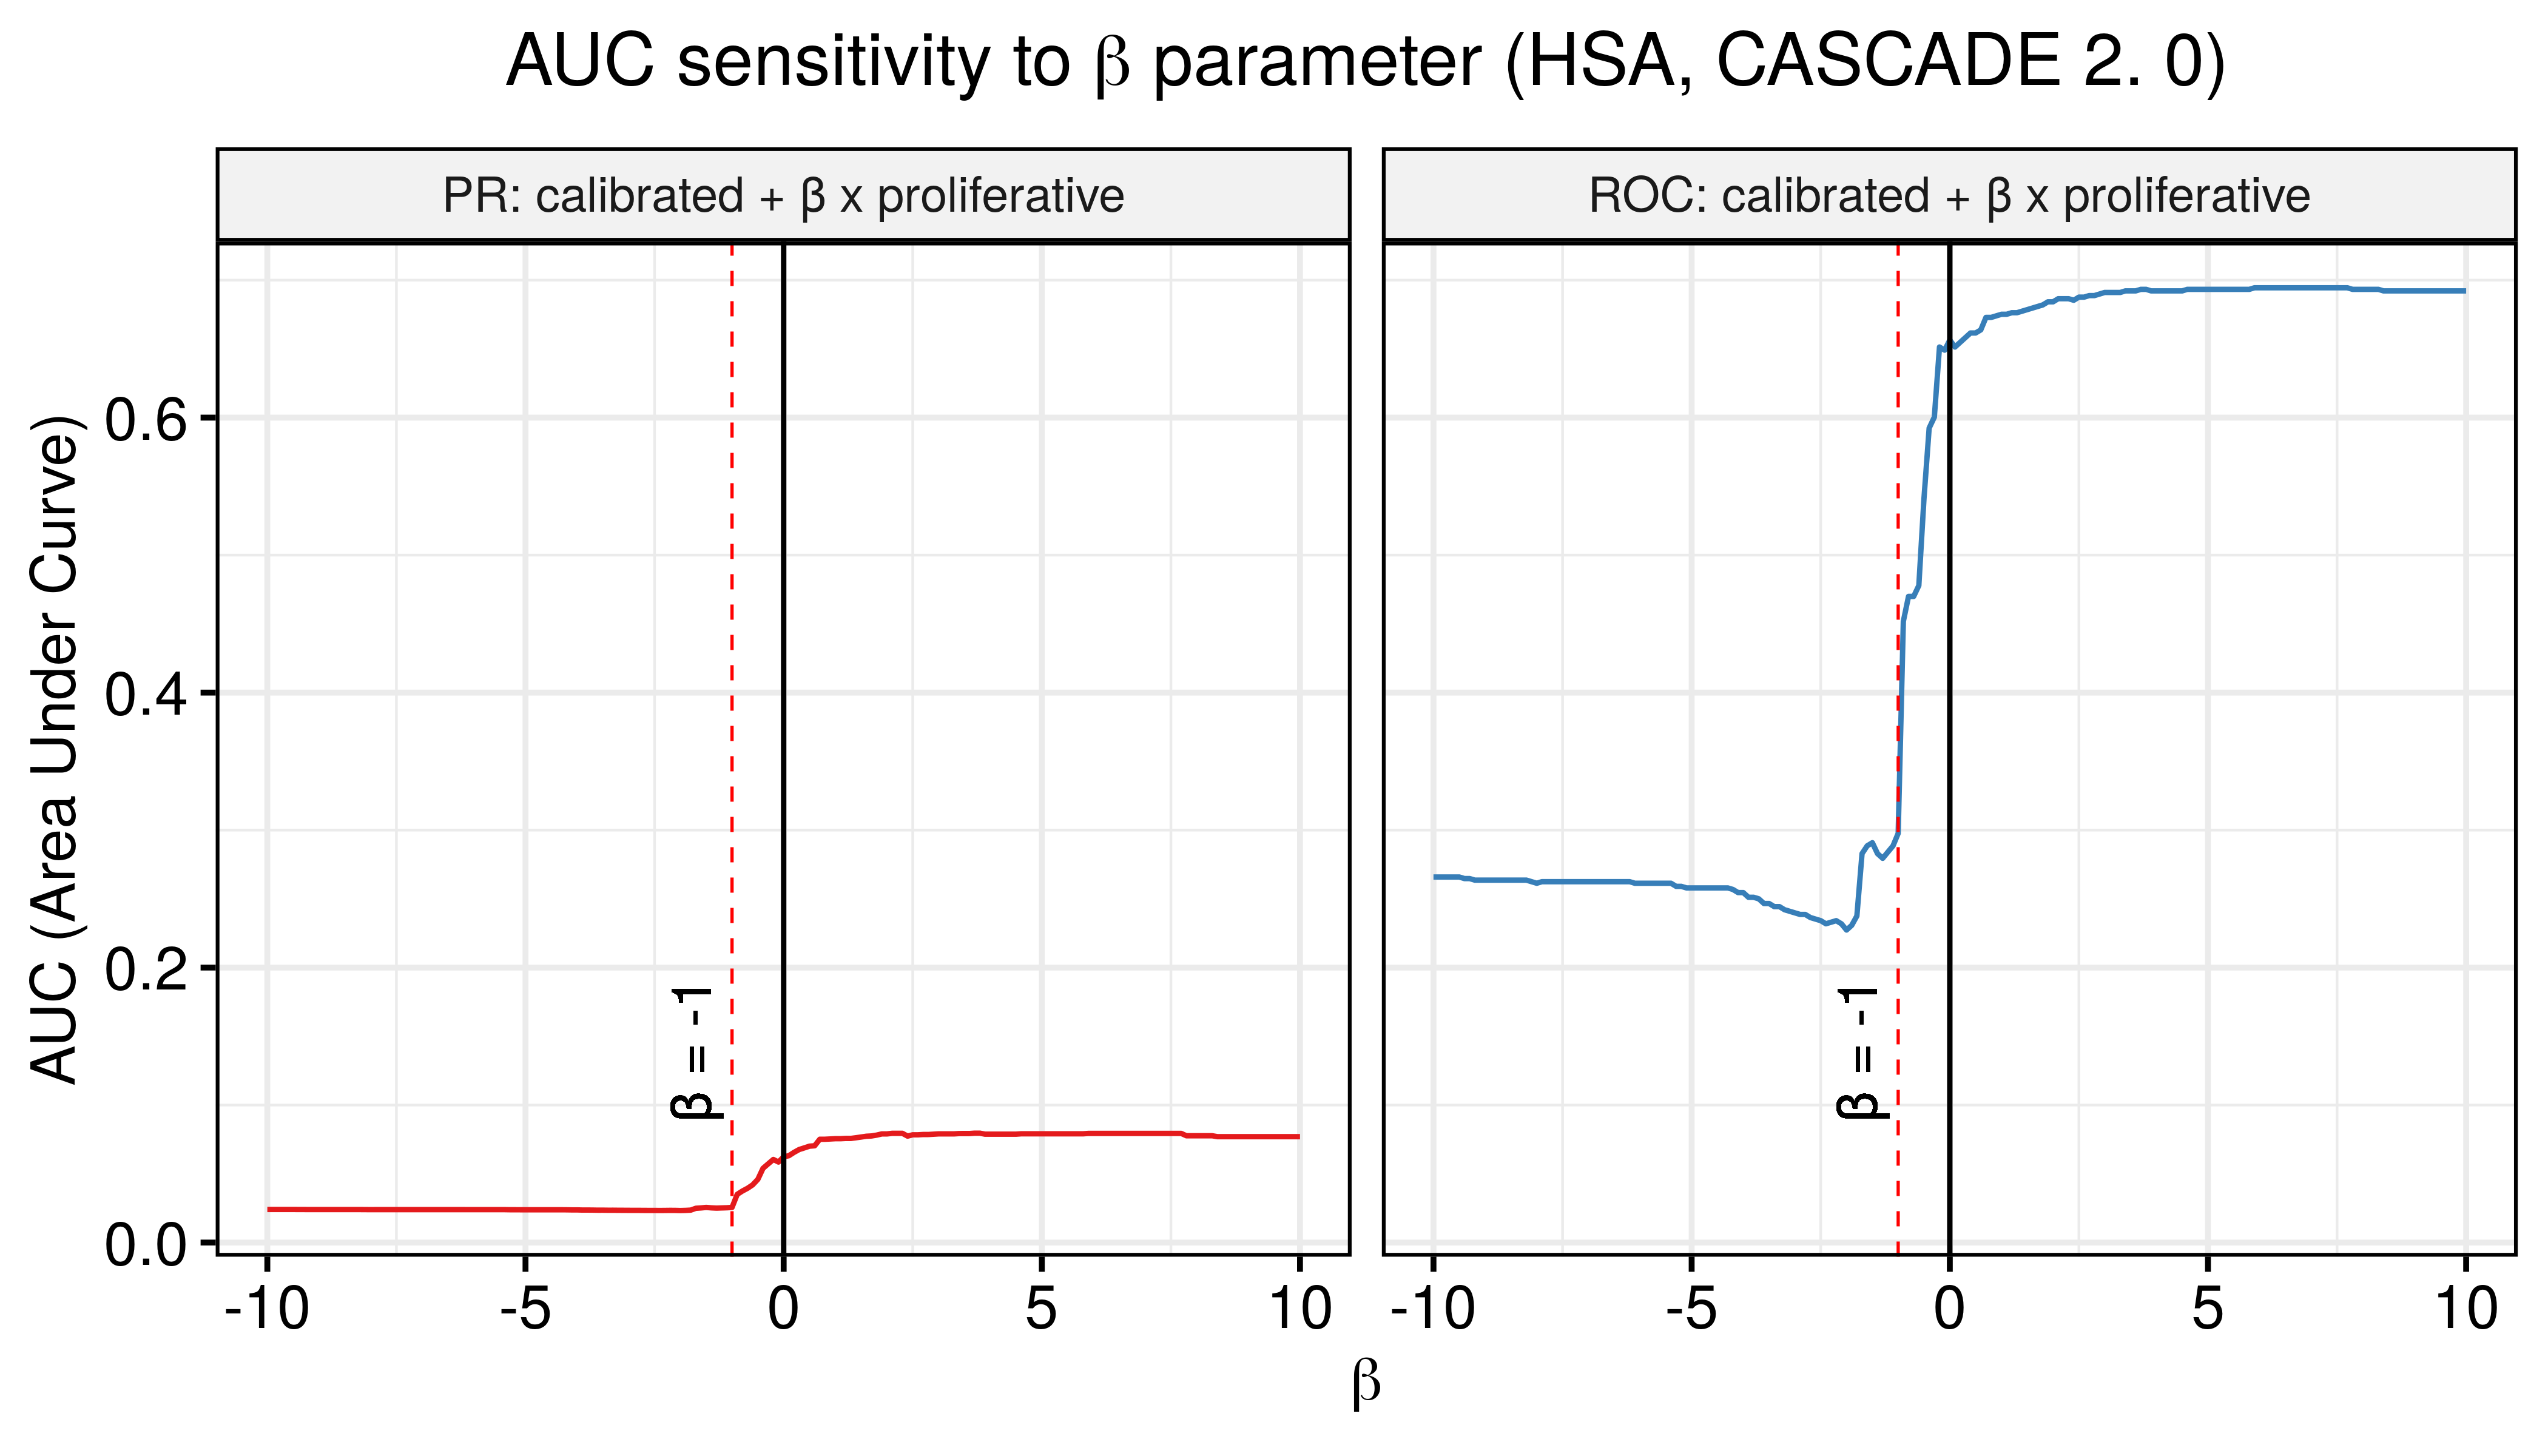 AUC sensitivity to β parameter (HSA, CASCADE 2. 0)
PR: calibrated + β x proliferative
ROC: calibrated + β x proliferative
AUC (Area Under Curve)
0.6
0.4
0.2
0.0
β = -1
β = -1
-10 -5 0 5 10
-10 -5 0 5 10
β